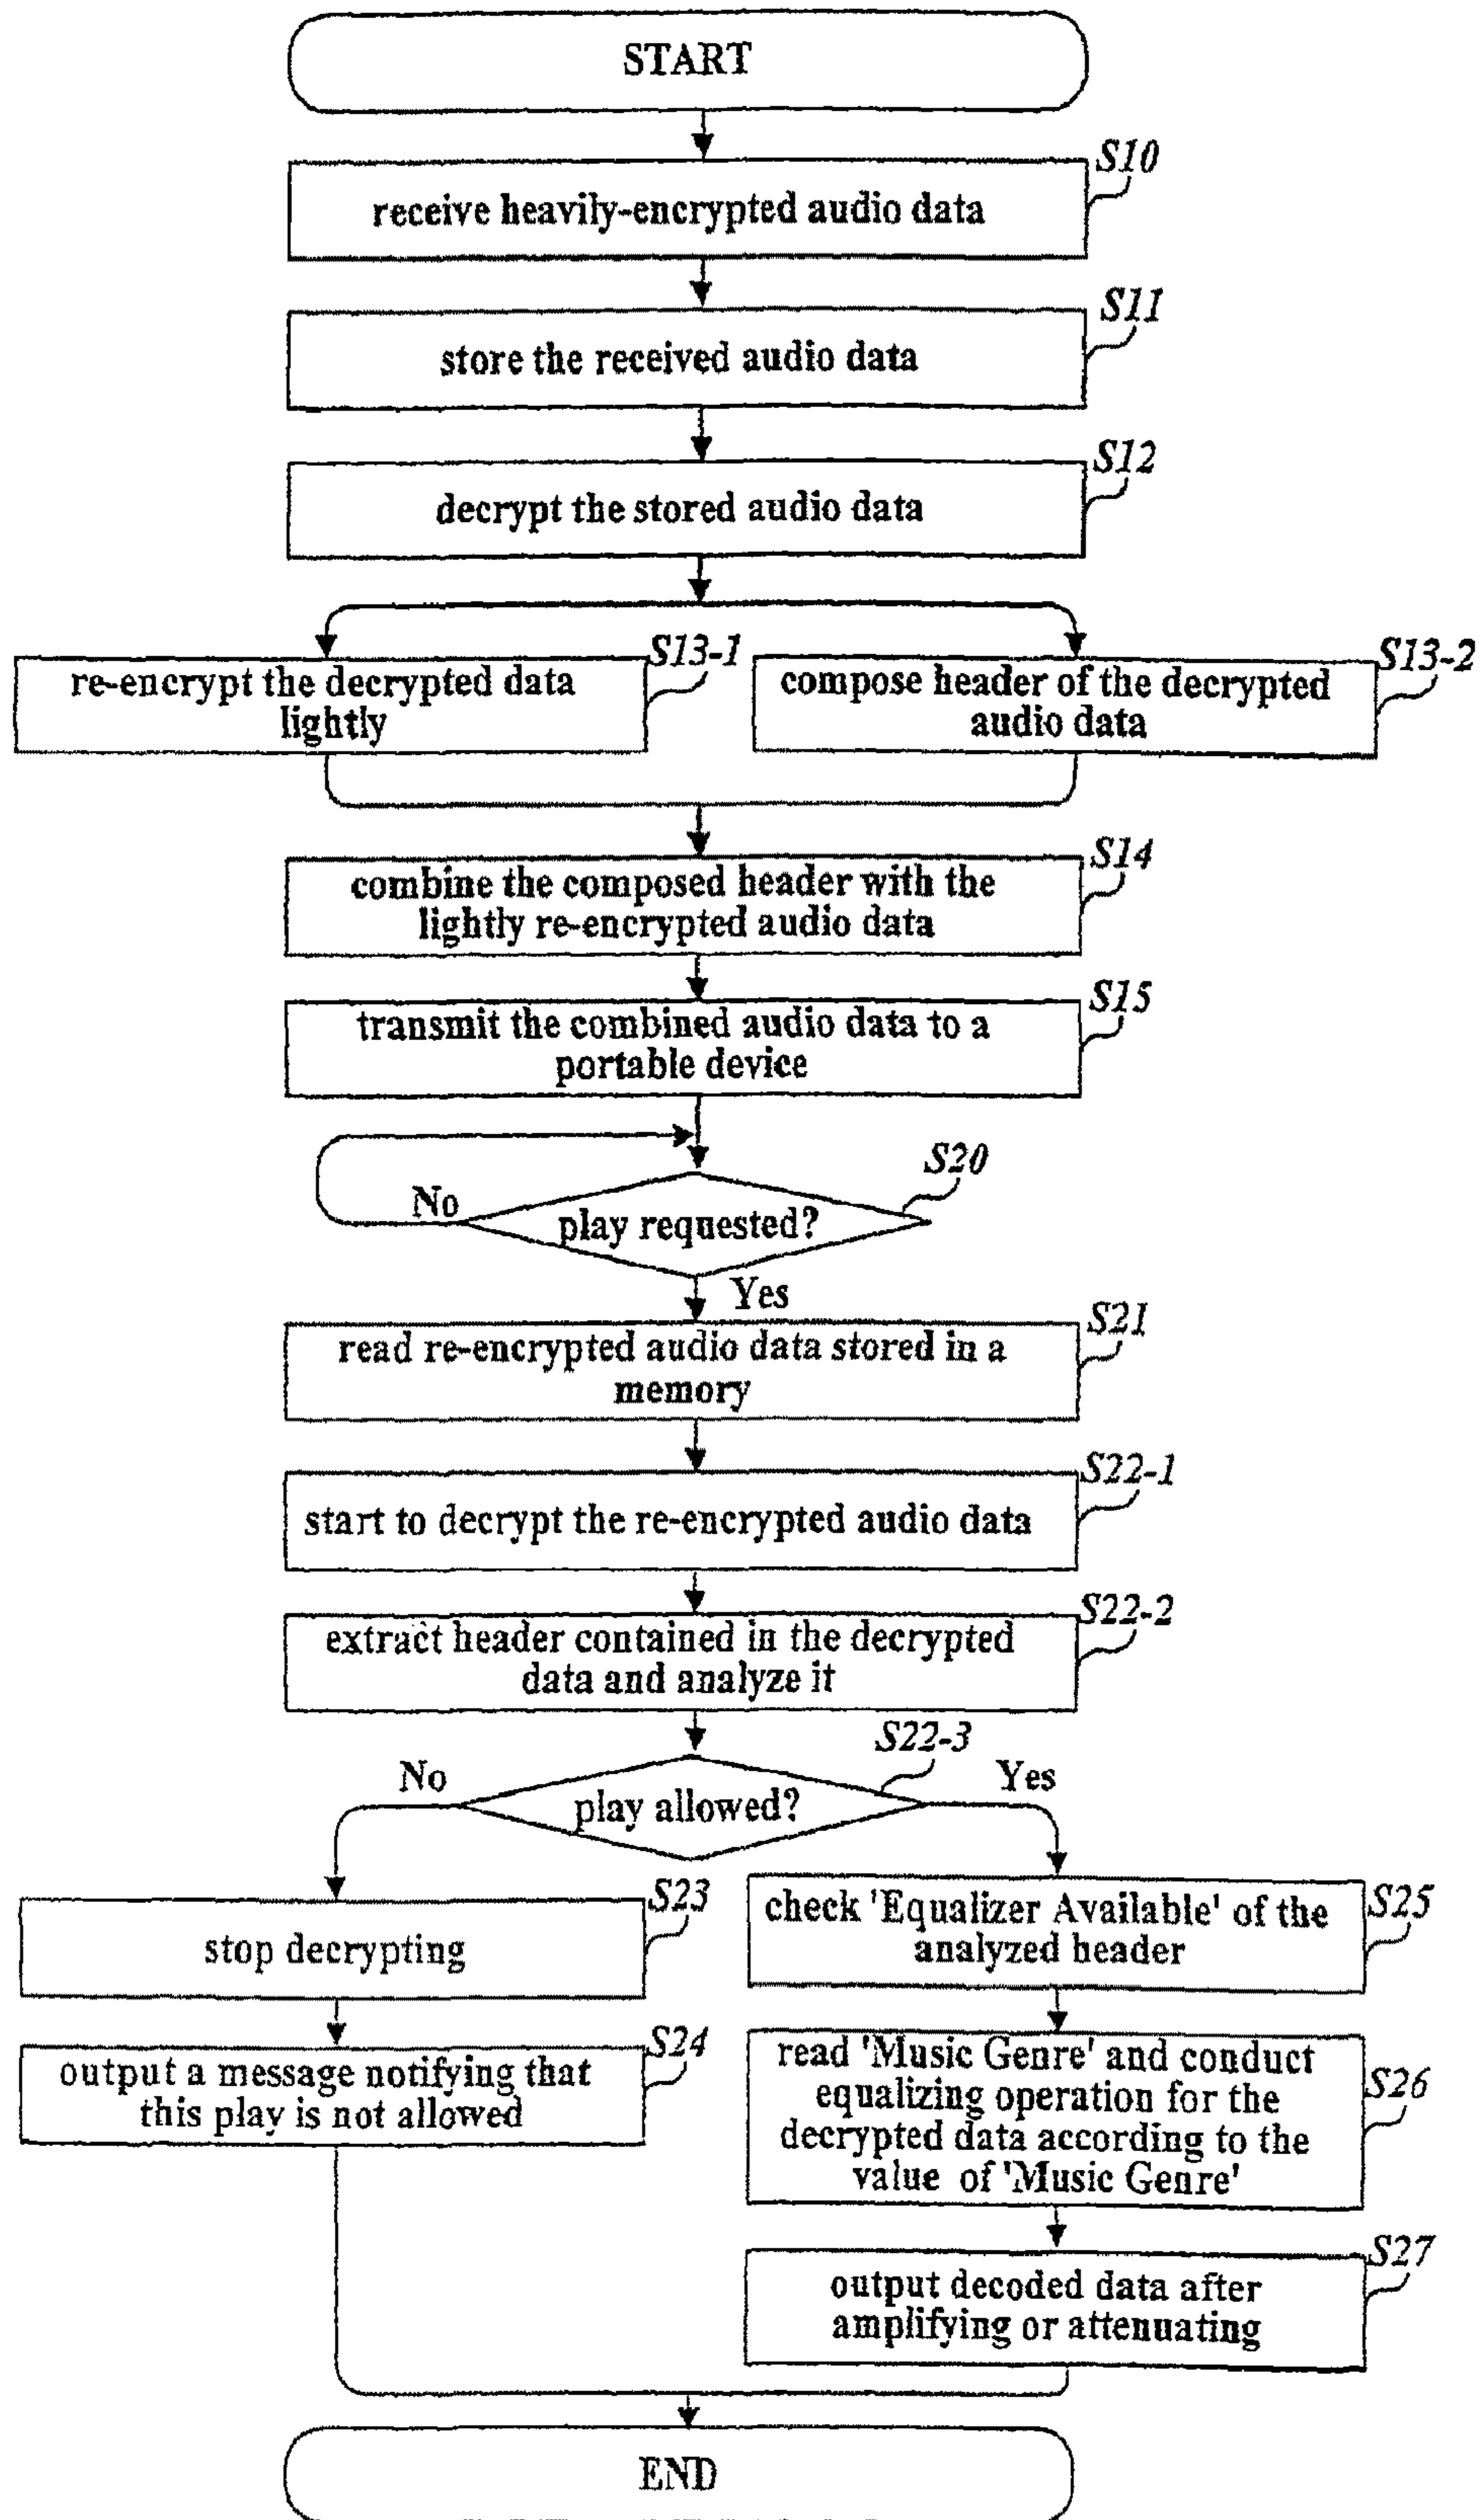 START
S10
receive heavily-encrypted audio data
S11
store the received audio data
S12
decrypt the stored audio data
S13-1
re-encrypt the decrypted data
lightly
S13-2
compose header of the decrypted
audio data
S14
combine the composed header with the
lightly re-encrypted audio data
S15
transmit the combined audio data to a
portable device
S20
No
play requested?
Yes
S21
read re-encrypted audio data stored in a
memory
S22-1
start to decrypt the re-encrypted audio data
S22-2
extract header contained in the decrypted
data and analyze it
S22-3
No
Yes
play allowed?
S23
stop decrypting
S24
output a message notifying that
this play is not allowed
S25
check 'Equalizer Available' of the
analyzed header
S26
read 'Music Genre' and conduct
equalizing operation for the
decrypted data according to the
value of 'Music Genre'
S27
output decoded data after
amplifying or attenuating
END